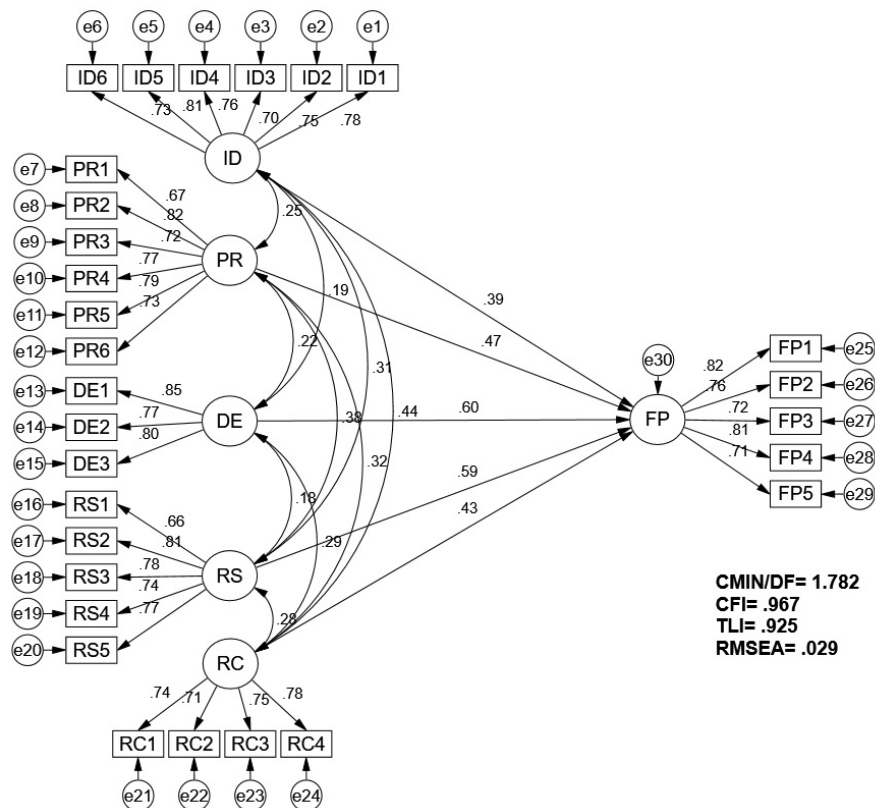 e6 e5 e4 e3 e2 e1
ID6 ID5 ID4 ID3 ID2 ID1
.73 .81 .76 .70 .75 .78
ID
e7 PR1
e8 PR2
e9 PR3
e10 PR4
e11 PR5
e12 PR6
.67
.82
.72
.77
.79
.73
PR
.25
.19
.39
.47
.22
.31
e13 DE1
e14 DE2
e15 DE3
.85
.77
.80
DE
.38
.44
.60
.32
e30
FP
.82
.76
.72
.81
.71
FP1 e25
FP2 e26
FP3 e27
FP4 e28
FP5 e29
.18
.59
.29
.43
e16 RS1
e17 RS2
e18 RS3
e19 RS4
e20 RS5
.66
.81
.78
.74
.77
RS
.28
RC
.74 .71 .75 .78
RC1 RC2 RC3 RC4
e21 e22 e23 e24
CMIN/DF= 1.782
CFI= .967
TLI= .925
RMSEA= .029